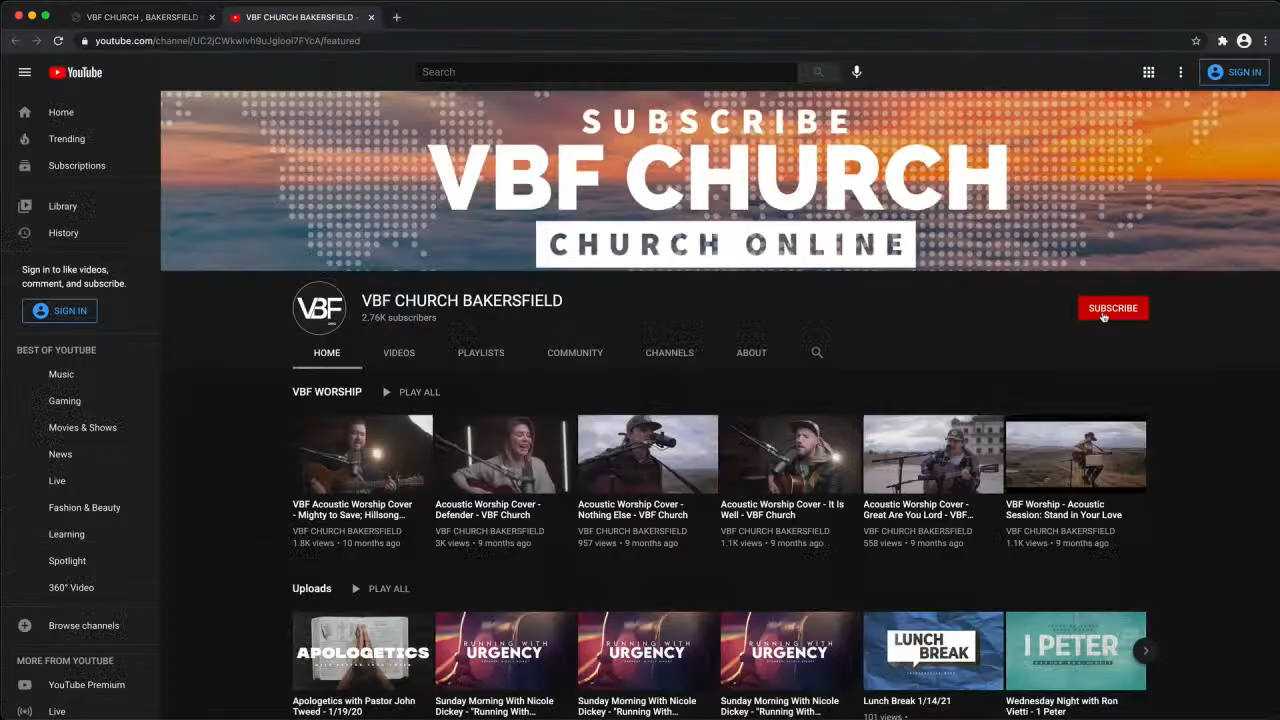 VBF CHURCH , BAKERSFIELD
VBF CHURCH BAKERSFIELD -
youtube.com/channel/UC2jCWkwIvh9uJgiooi7FYcA/featured
YouTube
Search
SIGN IN
Home
Trending
Subscriptions
Library
History
Sign in to like videos,
comment, and subscribe.
SIGN IN
BEST OF YOUTUBE
Music
Gaming
Movies & Shows
News
Live
Fashion & Beauty
Learning
Spotlight
360° Video
Browse channels
MORE FROM YOUTUBE
YouTube Premium
Live
SUBSCRIBE
VBF CHURCH
CHURCH ONLINE
VBF
VBF CHURCH BAKERSFIELD
2.76K subscribers
SUBSCRIBE
HOME
VIDEOS
PLAYLISTS
COMMUNITY
CHANNELS
ABOUT
VBF WORSHIP
PLAY ALL
VBF Acoustic Worship Cover
- Mighty to Save; Hillsong...
VBF CHURCH BAKERSFIELD
1.8K views • 10 months ago
Acoustic Worship Cover -
Defender - VBF Church
VBF CHURCH BAKERSFIELD
3K views • 9 months ago
Acoustic Worship Cover -
Nothing Else - VBF Church
VBF CHURCH BAKERSFIELD
957 views • 9 months ago
Acoustic Worship Cover - It Is
Well - VBF Church
VBF CHURCH BAKERSFIELD
1.1K views • 9 months ago
Acoustic Worship Cover -
Great Are You Lord - VBF...
VBF CHURCH BAKERSFIELD
558 views • 9 months ago
VBF Worship - Acoustic
Session: Stand in Your Love
VBF CHURCH BAKERSFIELD
1.1K views • 9 months ago
Uploads
PLAY ALL
APOLOGETICS
WITH PASTOR JOHN TWEED
Apologetics with Pastor John
Tweed - 1/19/20
RUNNING WITH
URGENCY
Sunday Morning With Nicole
Dickey - "Running With...
RUNNING WITH
URGENCY
Sunday Morning With Nicole
Dickey - "Running With...
RUNNING WITH
URGENCY
Sunday Morning With Nicole
Dickey - "Running With...
LUNCH
BREAK
Lunch Break 1/14/21
101 views •
I PETER
Wednesday Night with Ron
Vietti - 1 Peter